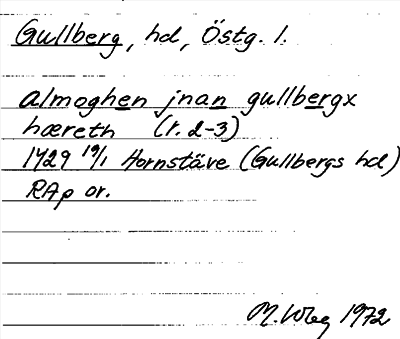 Gullberg, hd, Östg. l.
almoghen jnan gullbergx
hæreth (r. 2-3)
1429 19/1 Hornstäve (Gullbergs hd)
RAp or.
M. Wbg 1972